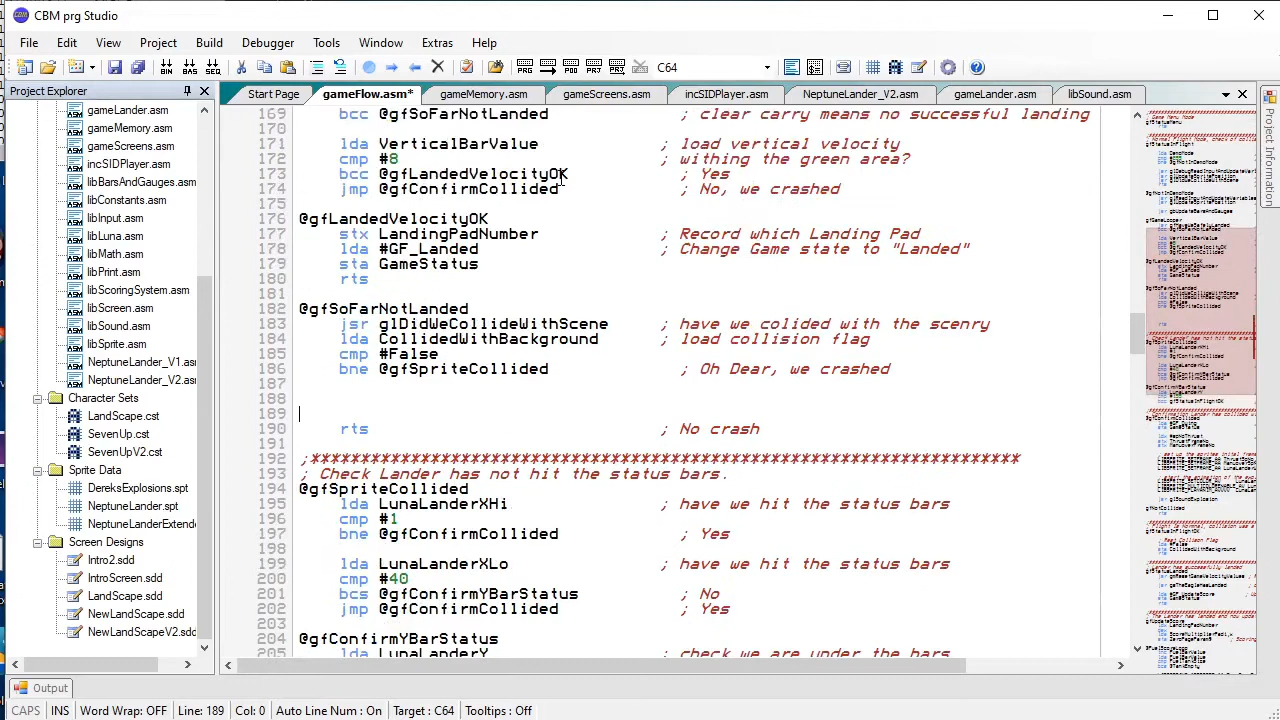 CBM prg Studio
File Edit View Project Build Debugger Tools Window Extras Help
C64
Project Explorer
Start Page gameFlow.asm* gameMemory.asm gameScreens.asm incSIDPlayer.asm NeptuneLander_V2.asm gameLander.asm libSound.asm
gameLander.asm
gameMemory.asm
gameScreens.asm
incSIDPlayer.asm
libBarsAndGauges.asm
libConstants.asm
libInput.asm
libLuna.asm
libMath.asm
libPrint.asm
libScoringSystem.asm
libScreen.asm
libSound.asm
libSprite.asm
NeptuneLander_V1.asm
NeptuneLander_V2.asm
Character Sets
LandScape.cst
SevenUp.cst
SevenUpV2.cst
Sprite Data
DereksExplosions.spt
NeptuneLander.spt
NeptuneLanderExtende
Screen Designs
Intro2.sdd
IntroScreen.sdd
LandScape.sdd
NewLandScape.sdd
NewLandScapeV2.sdd
169 bcc @gfSoFarNotLanded ; clear carry means no successful landing
170
171 lda VerticalBarValue ; load vertical velocity
172 cmp #8 ; withing the green area?
173 bcc @gfLandedVelocityOK ; Yes
174 jmp @gfConfirmCollided ; No, we crashed
175
176 @gfLandedVelocityOK
177 stx LandingPadNumber ; Record which Landing Pad
178 lda #GF_Landed ; Change Game state to "Landed"
179 sta GameStatus
180 rts
181
182 @gfSoFarNotLanded
183 jsr glDidWeCollideWithScene ; have we colided with the scenry
184 lda CollidedWithBackground ; load collision flag
185 cmp #False
186 bne @gfSpriteCollided ; Oh Dear, we crashed
187
188
189
190 rts ; No crash
191
192 ;***********************************************************************
193 ; Check Lander has not hit the status bars.
194 @gfSpriteCollided
195 lda LunaLanderXHi ; have we hit the status bars
196 cmp #1
197 bne @gfConfirmCollided ; Yes
198
199 lda LunaLanderXLo ; have we hit the status bars
200 cmp #40
201 bcs @gfConfirmYBarStatus ; No
202 jmp @gfConfirmCollided ; Yes
203
204 @gfConfirmYBarStatus
205 lda LunaLanderY ; check we are under the bars
Project Information
Output
CAPS INS Word Wrap: OFF Line: 189 Col: 0 Auto Line Num : On Target : C64 Tooltips : Off